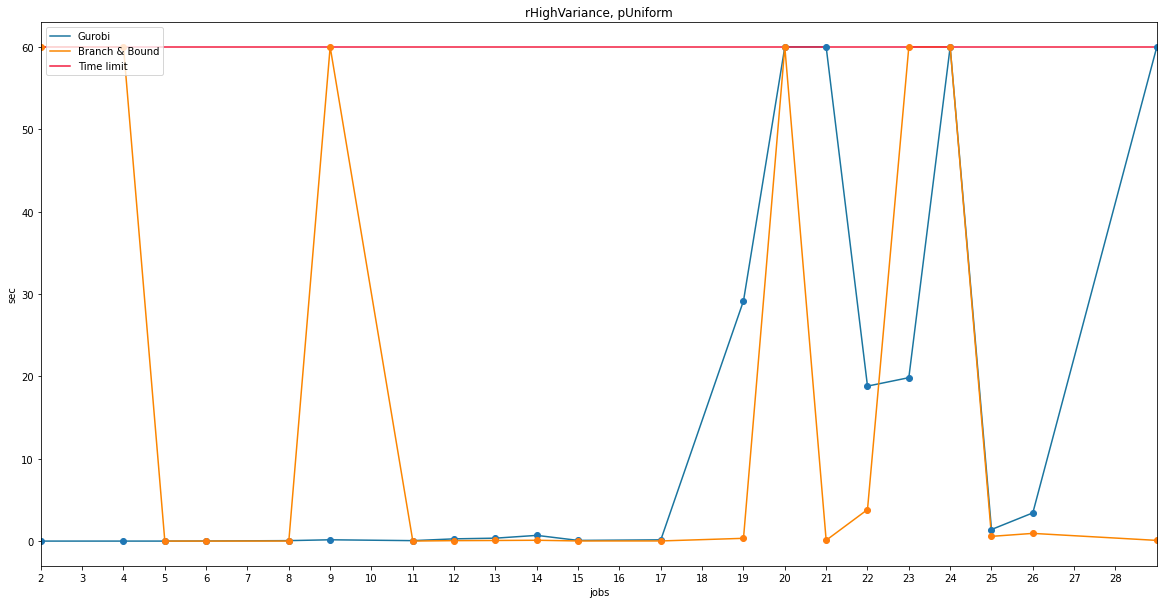 rHighVariance, pUniform
Gurobi
Branch & Bound
Time limit
60
50
40
30
20
10
0
sec
2 3 4 5 6 7 8 9 10 11 12 13 14 15 16 17 18 19 20 21 22 23 24 25 26 27 28
jobs